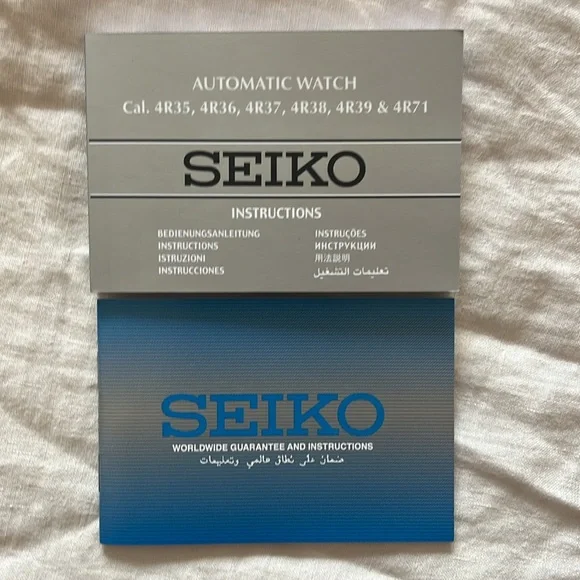 AUTOMATIC WATCH
Cal. 4R35, 4R36, 4R37, 4R38, 4R39 & 4R71
SEIKO
INSTRUCTIONS
BEDIENUNGSANLEITUNG
INSTRUCTIONS
ISTRUZIONI
INSTRUCCIONES
INSTRUÇÕES
ИНСТРУКЦИИ
用法説明
تعليمات التشغيل
SEIKO
WORLDWIDE GUARANTEE AND INSTRUCTIONS
ضمان على نطاق عالمي وتعليمات